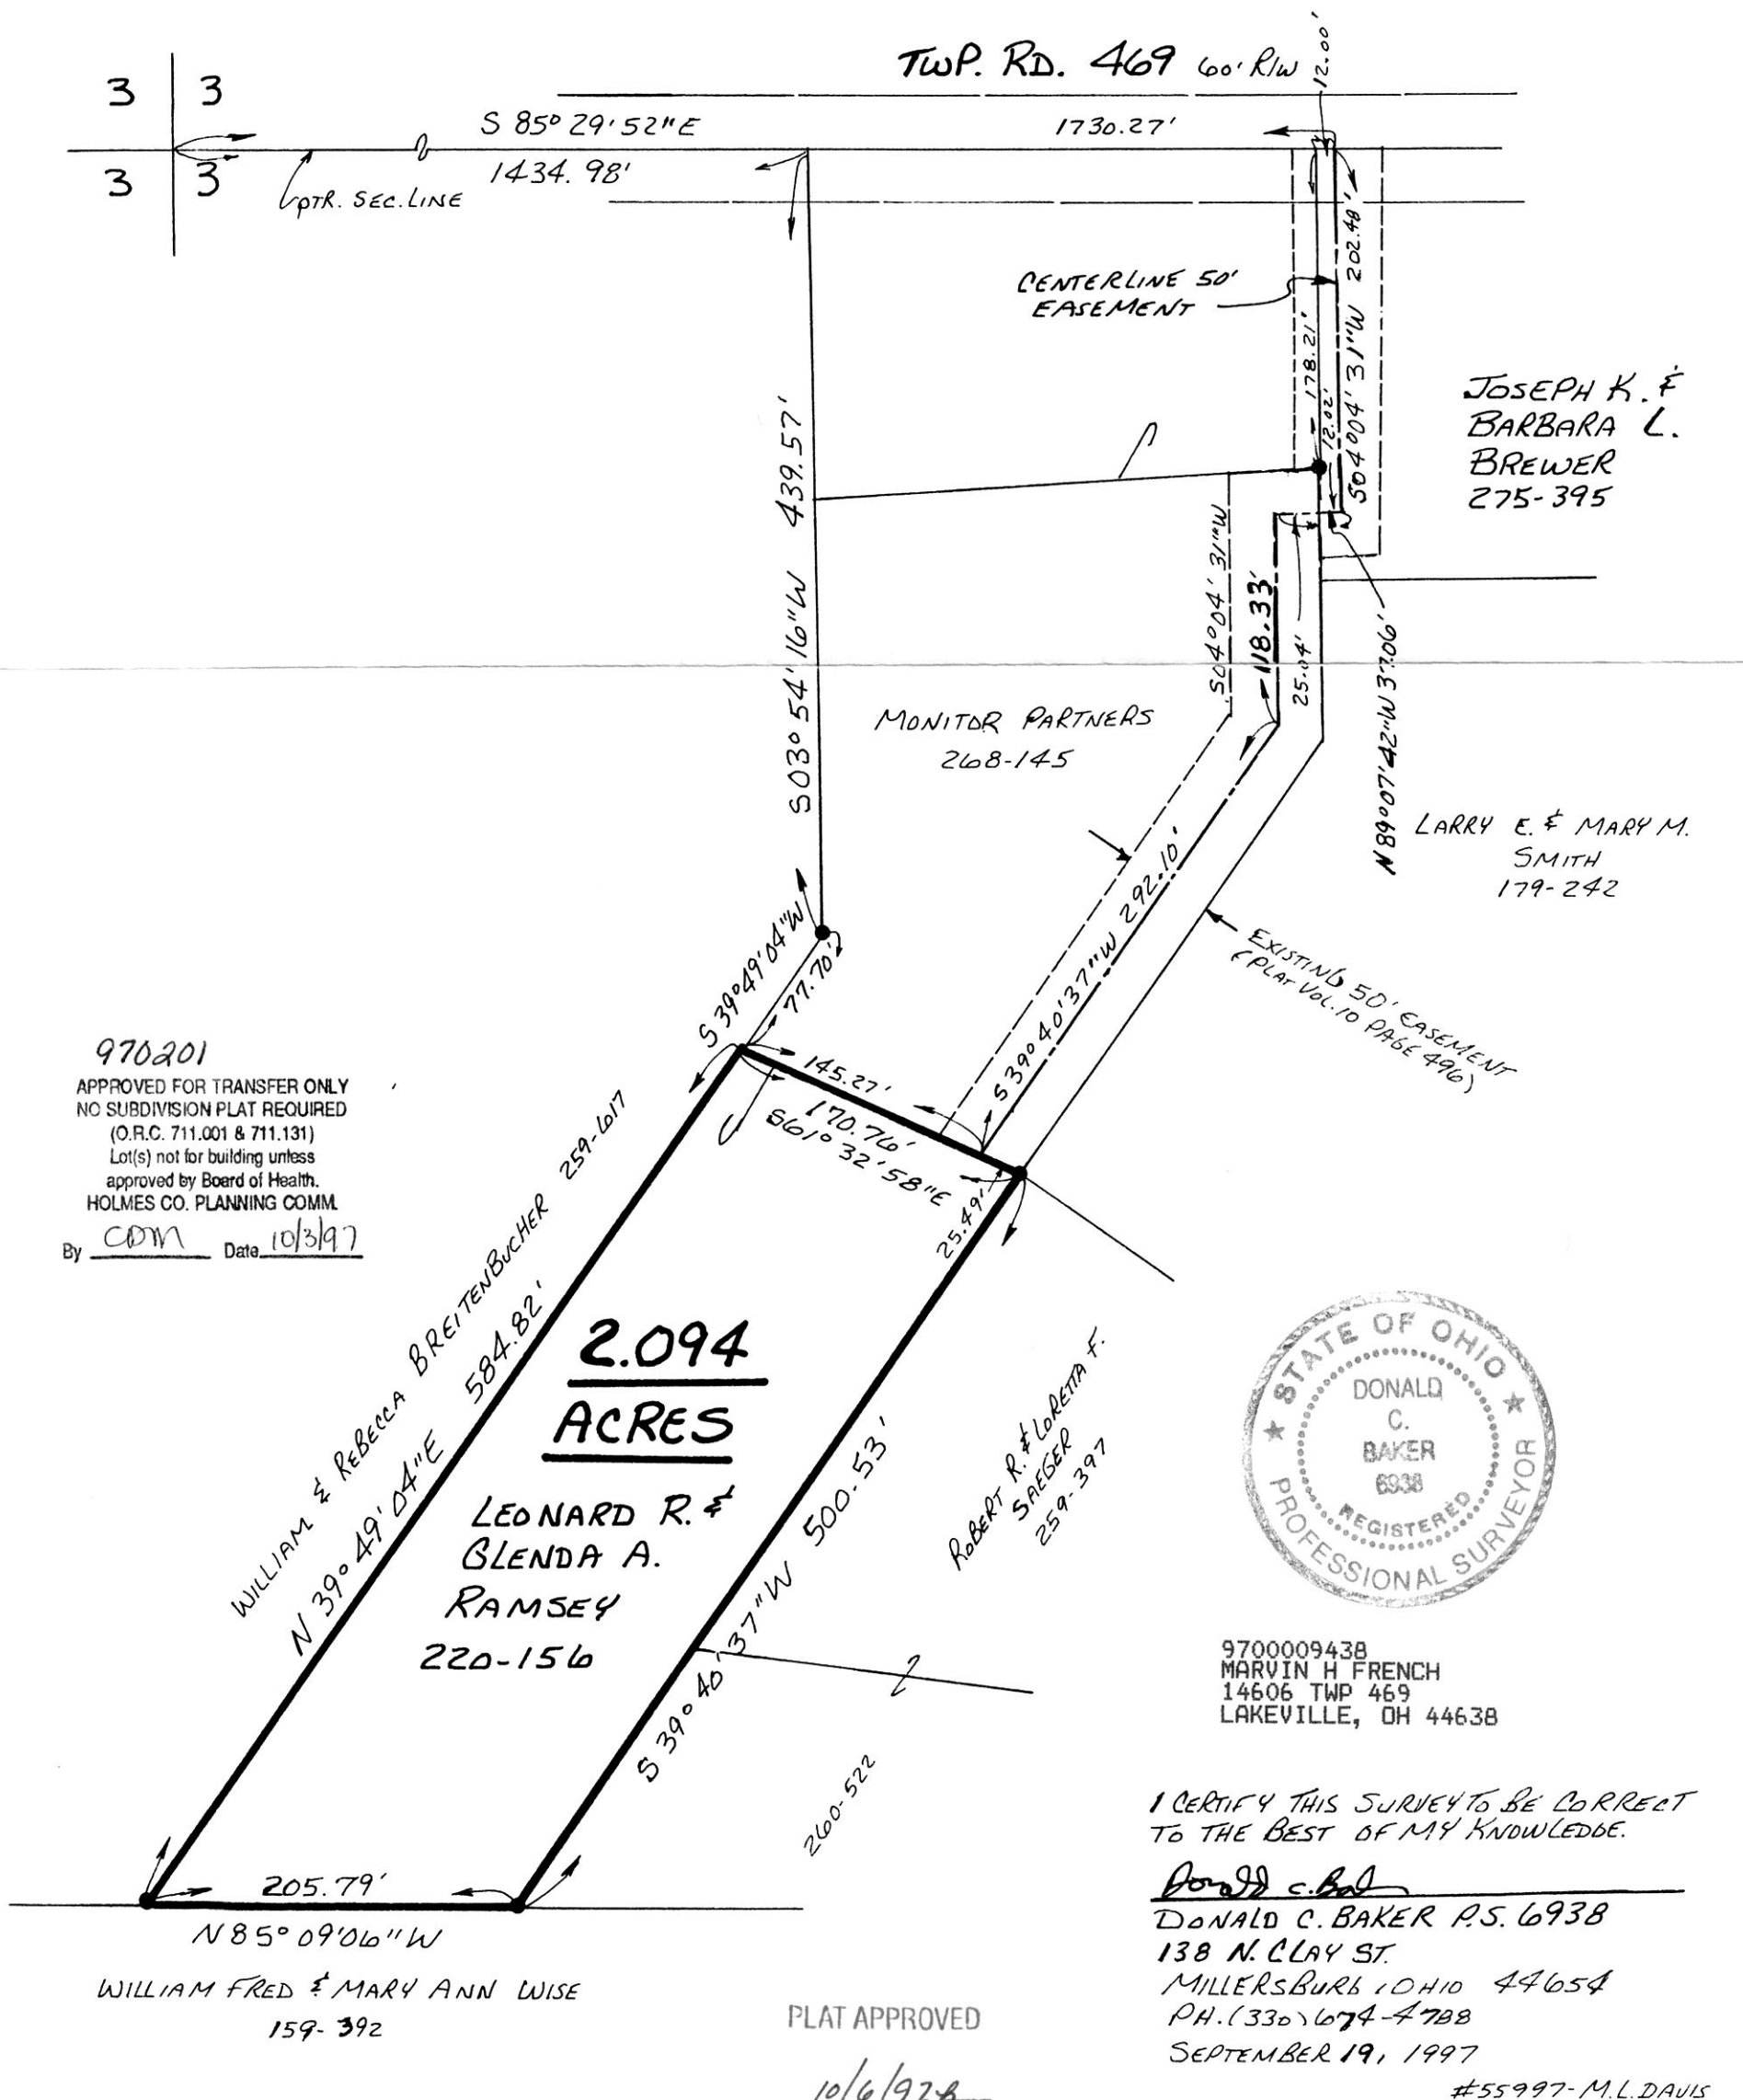 TWP. RD. 469 60' R/W
12.00'
3 3
3 3
S 85° 29' 52" E
1730.27'
1434.98'
QTR. SEC. LINE
CENTERLINE 50'
EASEMENT
178.21'
12.02'
S04°04' 31"W 202.48'
JOSEPH K. &
BARBARA L.
BREWER
275-395
S03° 54' 16"W 439.57'
S04°04' 31"W
118.33'
25.04'
N89°07'42"W 37.06'
MONITOR PARTNERS
268-145
LARRY E. & MARY M.
SMITH
179-242
S 39°40'37"W 292.10'
EXISTING 50' EASEMENT
(PLAT VOL. 10 PAGE 496)
S 39°49'04"W
77.70'
145.27'
170.76'
S61° 32' 58"E
25.49'
970201
APPROVED FOR TRANSFER ONLY
NO SUBDIVISION PLAT REQUIRED
(O.R.C. 711.001 & 711.131)
Lot(s) not for building unless
approved by Board of Health.
HOLMES CO. PLANNING COMM.
By CDM Date 10/3/97
WILLIAM & REBECCA BREITENBUCHER 259-617
N 39° 49' 04"E 584.82'
2.094
ACRES
LEONARD R. &
GLENDA A.
RAMSEY
220-156
S 39° 40' 37"W 500.53'
ROBERT R. & LORETTA F.
SAEGER
259-397
260-522
STATE OF OHIO
DONALD
C.
BAKER
6938
REGISTERED
PROFESSIONAL SURVEYOR
9700009438
MARVIN H FRENCH
14606 TWP 469
LAKEVILLE, OH 44638
I CERTIFY THIS SURVEY TO BE CORRECT
TO THE BEST OF MY KNOWLEDGE.
Donald C. Baker
DONALD C. BAKER P.S. 6938
138 N. CLAY ST.
MILLERSBURG, OHIO 44654
PH. (330) 674-4788
SEPTEMBER 19, 1997
#55997-M.L. DAVIS
205.79'
N 85° 09' 06" W
WILLIAM FRED & MARY ANN WISE
159-392
PLAT APPROVED
10/6/97